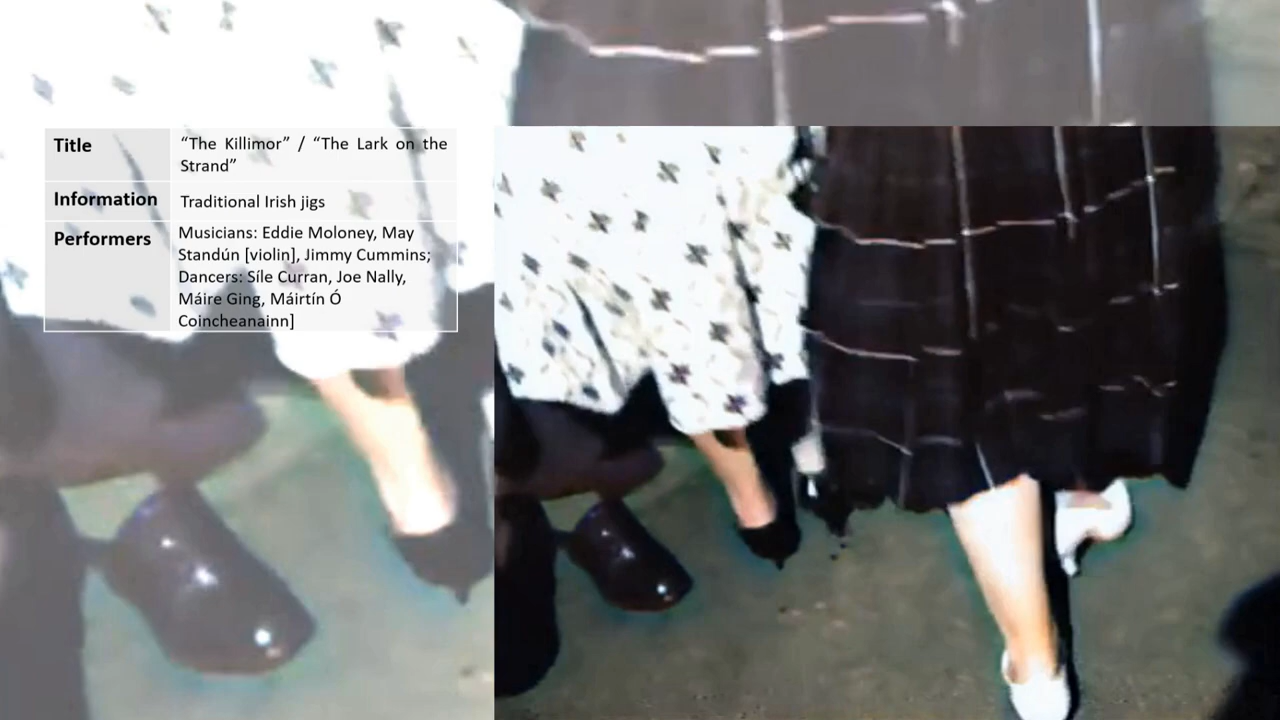 Title
“The Killimor” / “The Lark on the
Strand”
Information
Traditional Irish jigs
Performers
Musicians: Eddie Moloney, May
Standún [violin], Jimmy Cummins;
Dancers: Síle Curran, Joe Nally,
Máire Ging, Máirtín Ó
Coincheanainn]